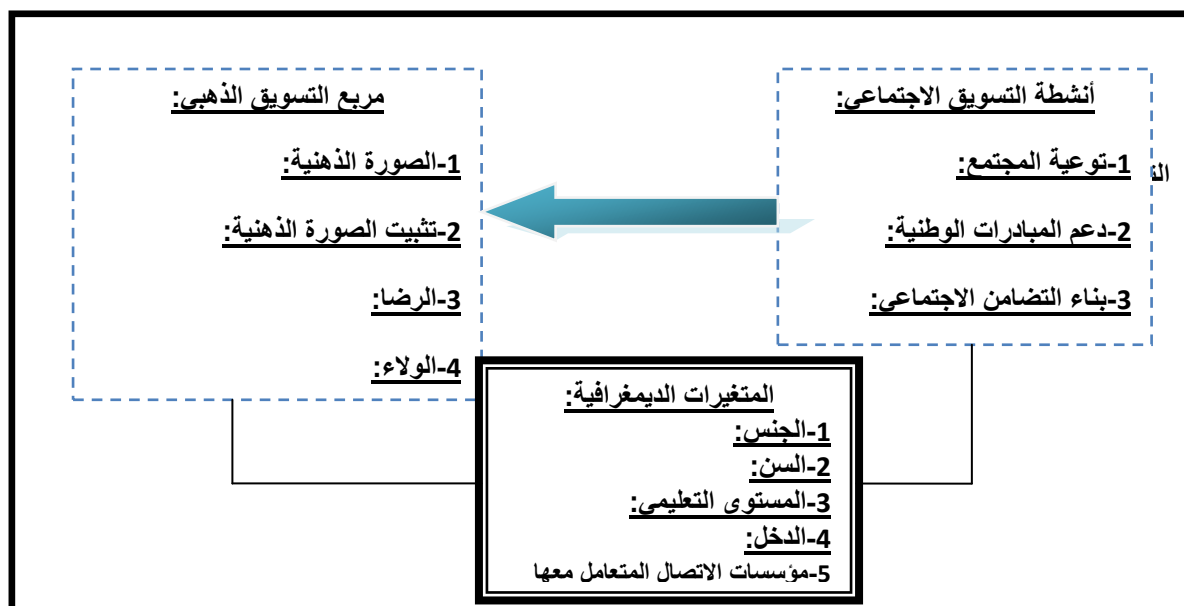 أنشطة التسويق الاجتماعي:
1-توعية المجتمع:
2-دعم المبادرات الوطنية:
3-بناء التضامن الاجتماعي:
مربع التسويق الذهبي:
1-الصورة الذهنية:
2-تثبيت الصورة الذهنية:
3-الرضا:
4-الولاء:
المتغيرات الديمغرافية:
1-الجنس:
2-السن:
3-المستوى التعليمي:
4-الدخل:
5-مؤسسات الاتصال المتعامل معها